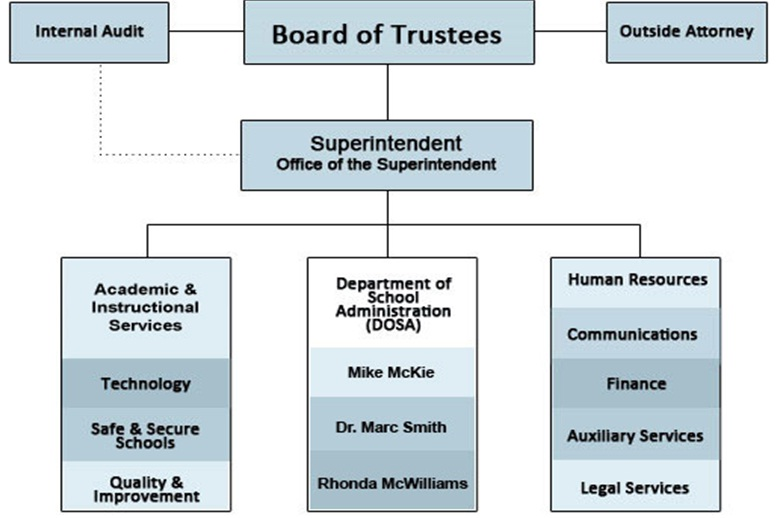 Internal Audit
Board of Trustees
Outside Attorney
Superintendent
Office of the Superintendent
Academic &
Instructional
Services
Technology
Safe & Secure
Schools
Quality &
Improvement
Department of
School
Administration
(DOSA)
Mike McKie
Dr. Marc Smith
Rhonda McWilliams
Human Resources
Communications
Finance
Auxiliary Services
Legal Services